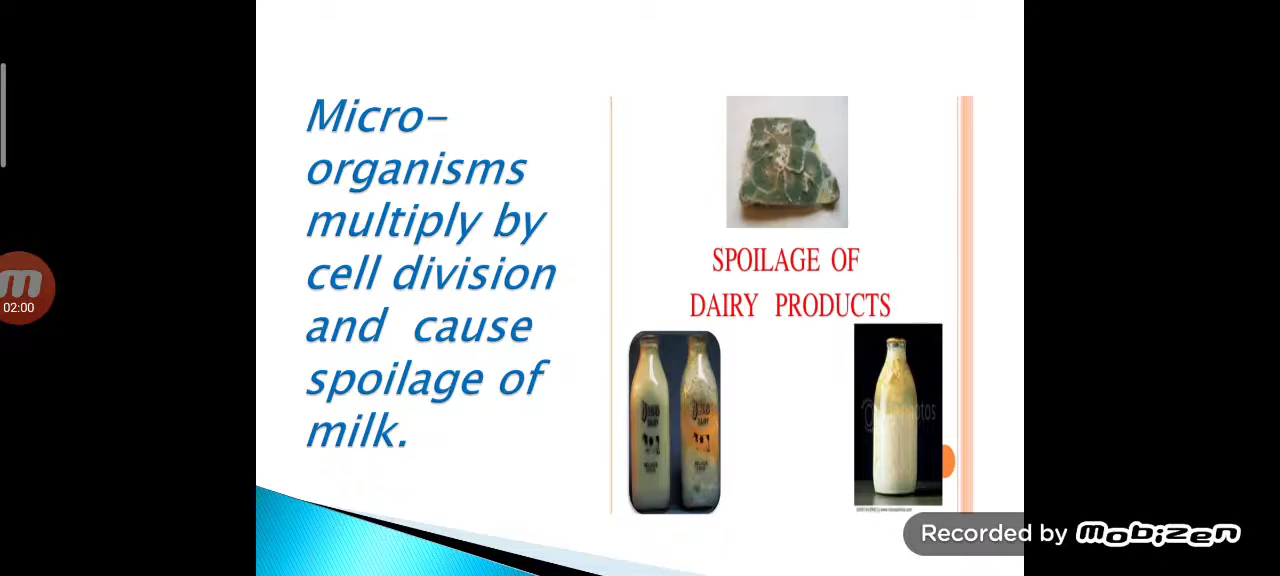 Micro-
organisms
multiply by
cell division
and cause
spoilage of
milk.
SPOILAGE OF
DAIRY PRODUCTS
DAIRY
02:00
Recorded by mobizen